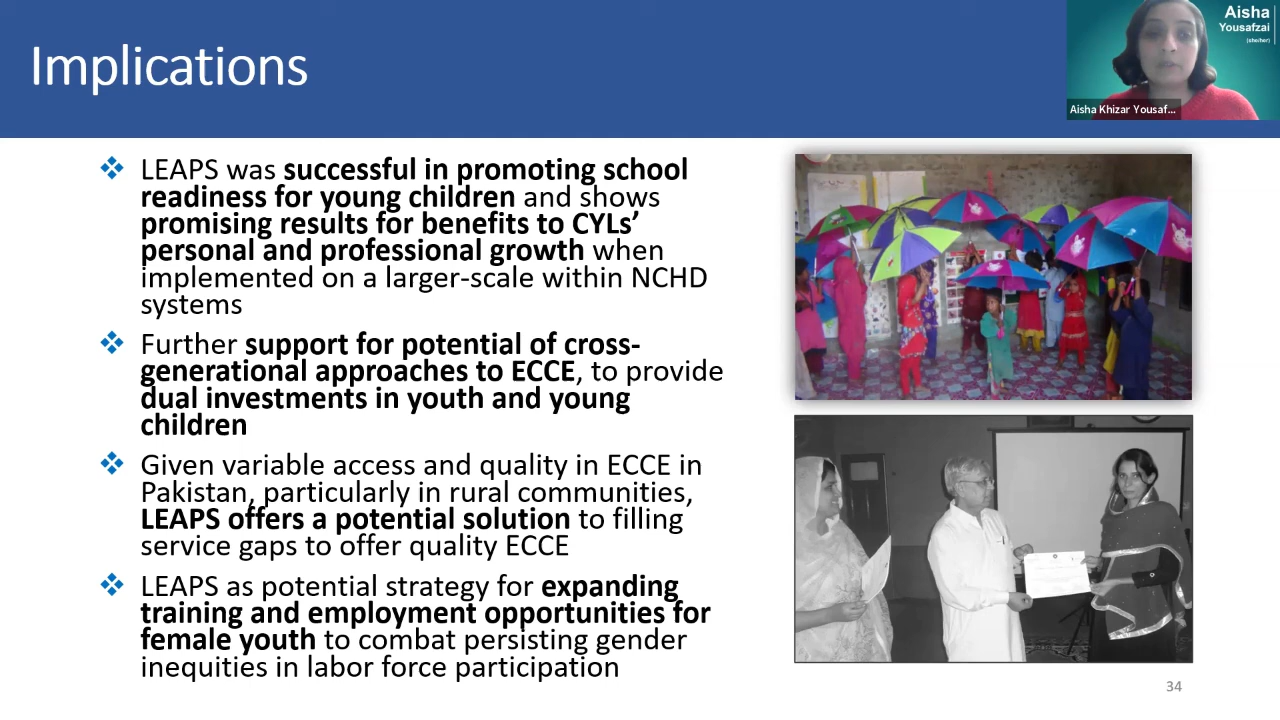 Implications
Aisha
Yousafzai
(she/her)
Aisha Khizar Yousaf...
LEAPS was successful in promoting school
readiness for young children and shows
promising results for benefits to CYLs’
personal and professional growth when
implemented on a larger-scale within NCHD
systems
Further support for potential of cross-
generational approaches to ECCE, to provide
dual investments in youth and young
children
Given variable access and quality in ECCE in
Pakistan, particularly in rural communities,
LEAPS offers a potential solution to filling
service gaps to offer quality ECCE
LEAPS as potential strategy for expanding
training and employment opportunities for
female youth to combat persisting gender
inequities in labor force participation
34